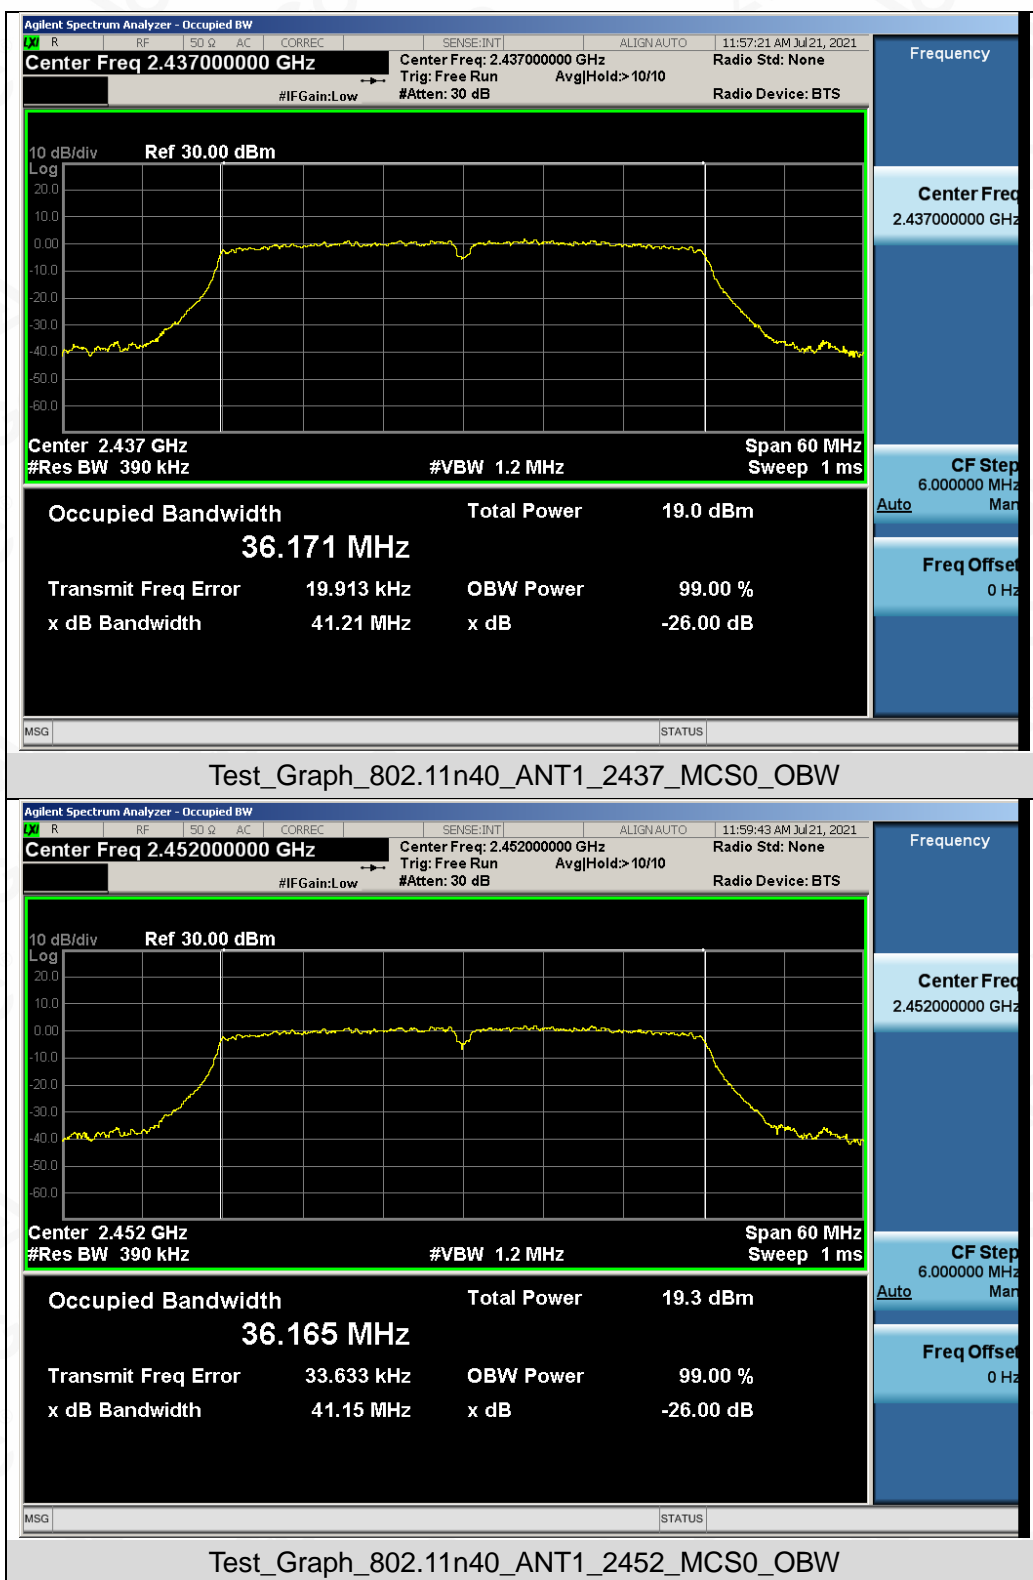 Agilent Spectrum Analyzer - Occupied BW
LXI R RF 50 Ω AC CORREC SENSE:INT ALIGN AUTO 11:57:21 AM Jul 21, 2021
Center Freq 2.437000000 GHz Center Freq: 2.437000000 GHz Radio Std: None Frequency
Trig: Free Run Avg|Hold:> 10/10
#IFGain:Low #Atten: 30 dB Radio Device: BTS
10 dB/div Ref 30.00 dBm
Log
20.0
10.0
0.00
-10.0
-20.0
-30.0
-40.0
-50.0
-60.0
Center Freq
2.437000000 GHz
Center 2.437 GHz Span 60 MHz
#Res BW 390 kHz #VBW 1.2 MHz Sweep 1 ms
CF Step
6.000000 MHz
Auto Man
Occupied Bandwidth Total Power 19.0 dBm
36.171 MHz
Freq Offset
0 Hz
Transmit Freq Error 19.913 kHz OBW Power 99.00 %
x dB Bandwidth 41.21 MHz x dB -26.00 dB
MSG STATUS
Test_Graph_802.11n40_ANT1_2437_MCS0_OBW
Agilent Spectrum Analyzer - Occupied BW
LXI R RF 50 Ω AC CORREC SENSE:INT ALIGN AUTO 11:59:43 AM Jul 21, 2021
Center Freq 2.452000000 GHz Center Freq: 2.452000000 GHz Radio Std: None Frequency
Trig: Free Run Avg|Hold:> 10/10
#IFGain:Low #Atten: 30 dB Radio Device: BTS
10 dB/div Ref 30.00 dBm
Log
20.0
10.0
0.00
-10.0
-20.0
-30.0
-40.0
-50.0
-60.0
Center Freq
2.452000000 GHz
Center 2.452 GHz Span 60 MHz
#Res BW 390 kHz #VBW 1.2 MHz Sweep 1 ms
CF Step
6.000000 MHz
Auto Man
Occupied Bandwidth Total Power 19.3 dBm
36.165 MHz
Freq Offset
0 Hz
Transmit Freq Error 33.633 kHz OBW Power 99.00 %
x dB Bandwidth 41.15 MHz x dB -26.00 dB
MSG STATUS
Test_Graph_802.11n40_ANT1_2452_MCS0_OBW